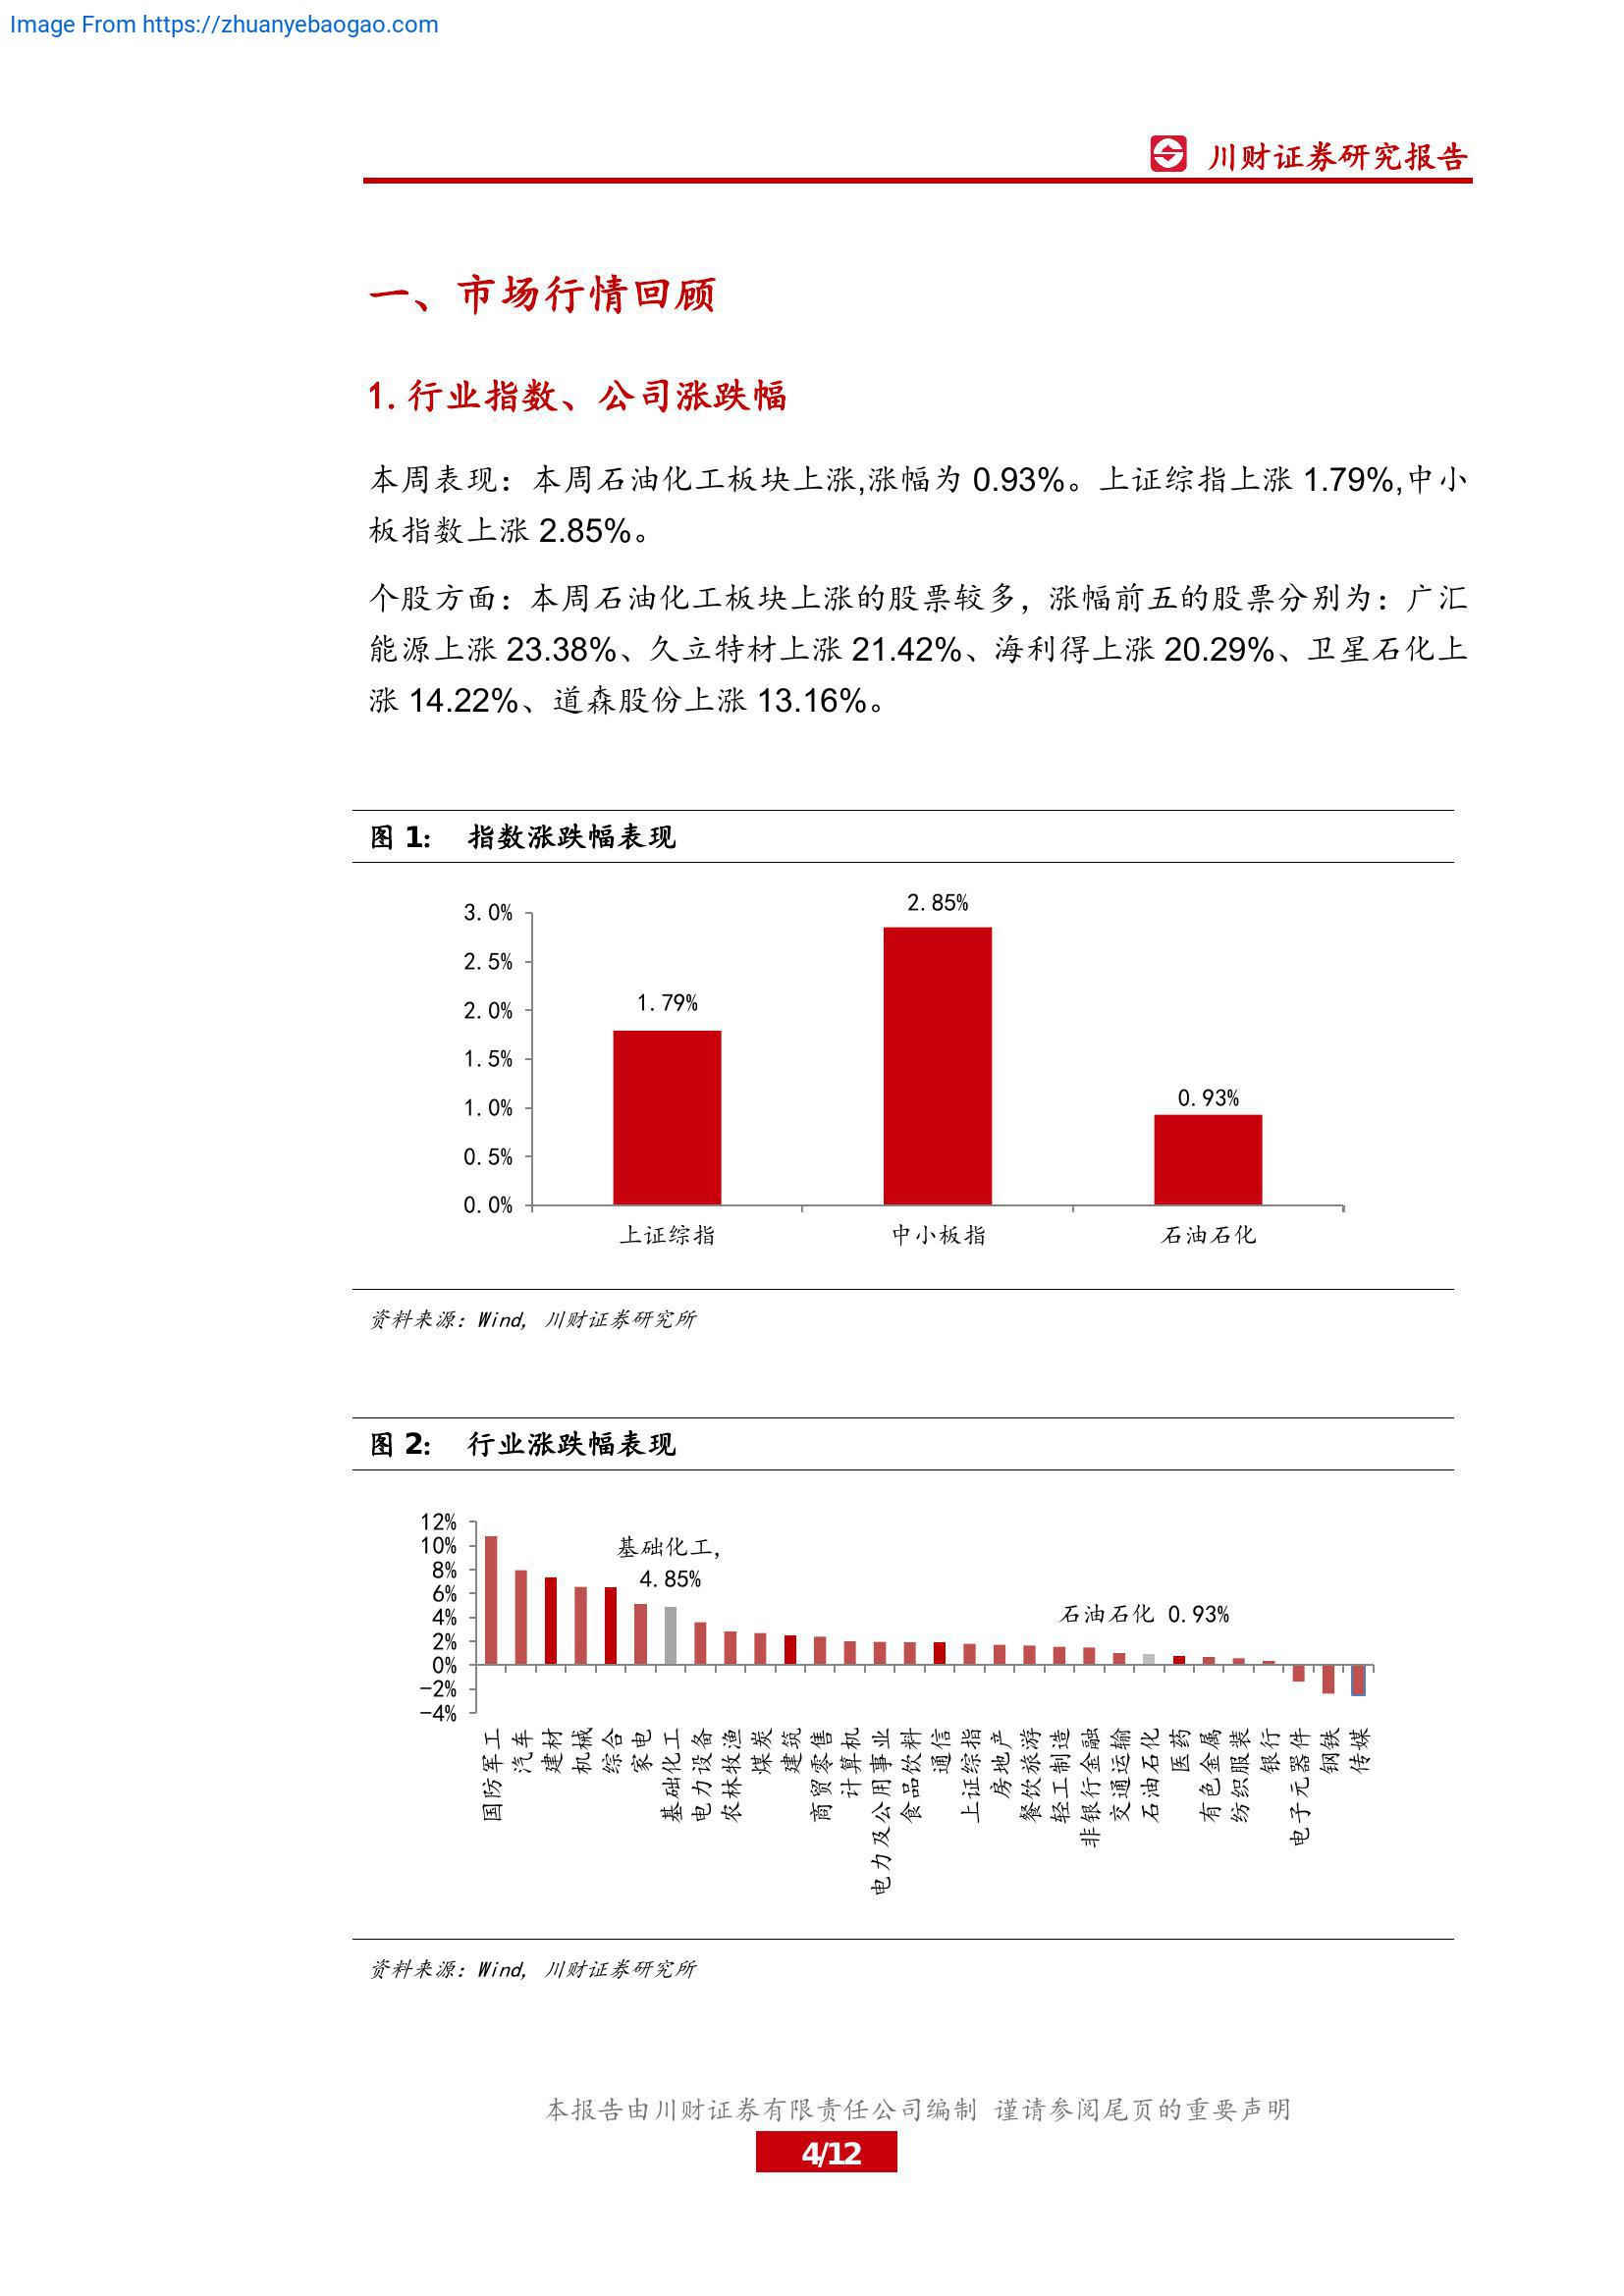 Image From https://zhuanyebaogao.com
川财证券研究报告
一、市场行情回顾
1.行业指数、公司涨跌幅
本周表现：本周石油化工板块上涨,涨幅为 0.93%。上证综指上涨 1.79%,中小
板指数上涨 2.85%。
个股方面：本周石油化工板块上涨的股票较多，涨幅前五的股票分别为：广汇
能源上涨 23.38%、久立特材上涨 21.42%、海利得上涨 20.29%、卫星石化上
涨 14.22%、道森股份上涨 13.16%。
图 1： 指数涨跌幅表现
3.0%
2.5%
2.0%
1.5%
1.0%
0.5%
0.0%
1.79%
2.85%
0.93%
上证综指
中小板指
石油石化
资料来源：Wind, 川财证券研究所
图 2： 行业涨跌幅表现
12%
10%
8%
6%
4%
2%
0%
-2%
-4%
基础化工,
4.85%
石油石化 0.93%
国防军工
汽车
建材
机械
综合
家电
基础化工
电力设备
农林牧渔
煤炭
建筑
商贸零售
计算机
电力及公用事业
食品饮料
通信
上证综指
房地产
餐饮旅游
轻工制造
非银行金融
交通运输
石油石化
医药
有色金属
纺织服装
银行
电子元器件
钢铁
传媒
资料来源：Wind, 川财证券研究所
本报告由川财证券有限责任公司编制 谨请参阅尾页的重要声明
4/12